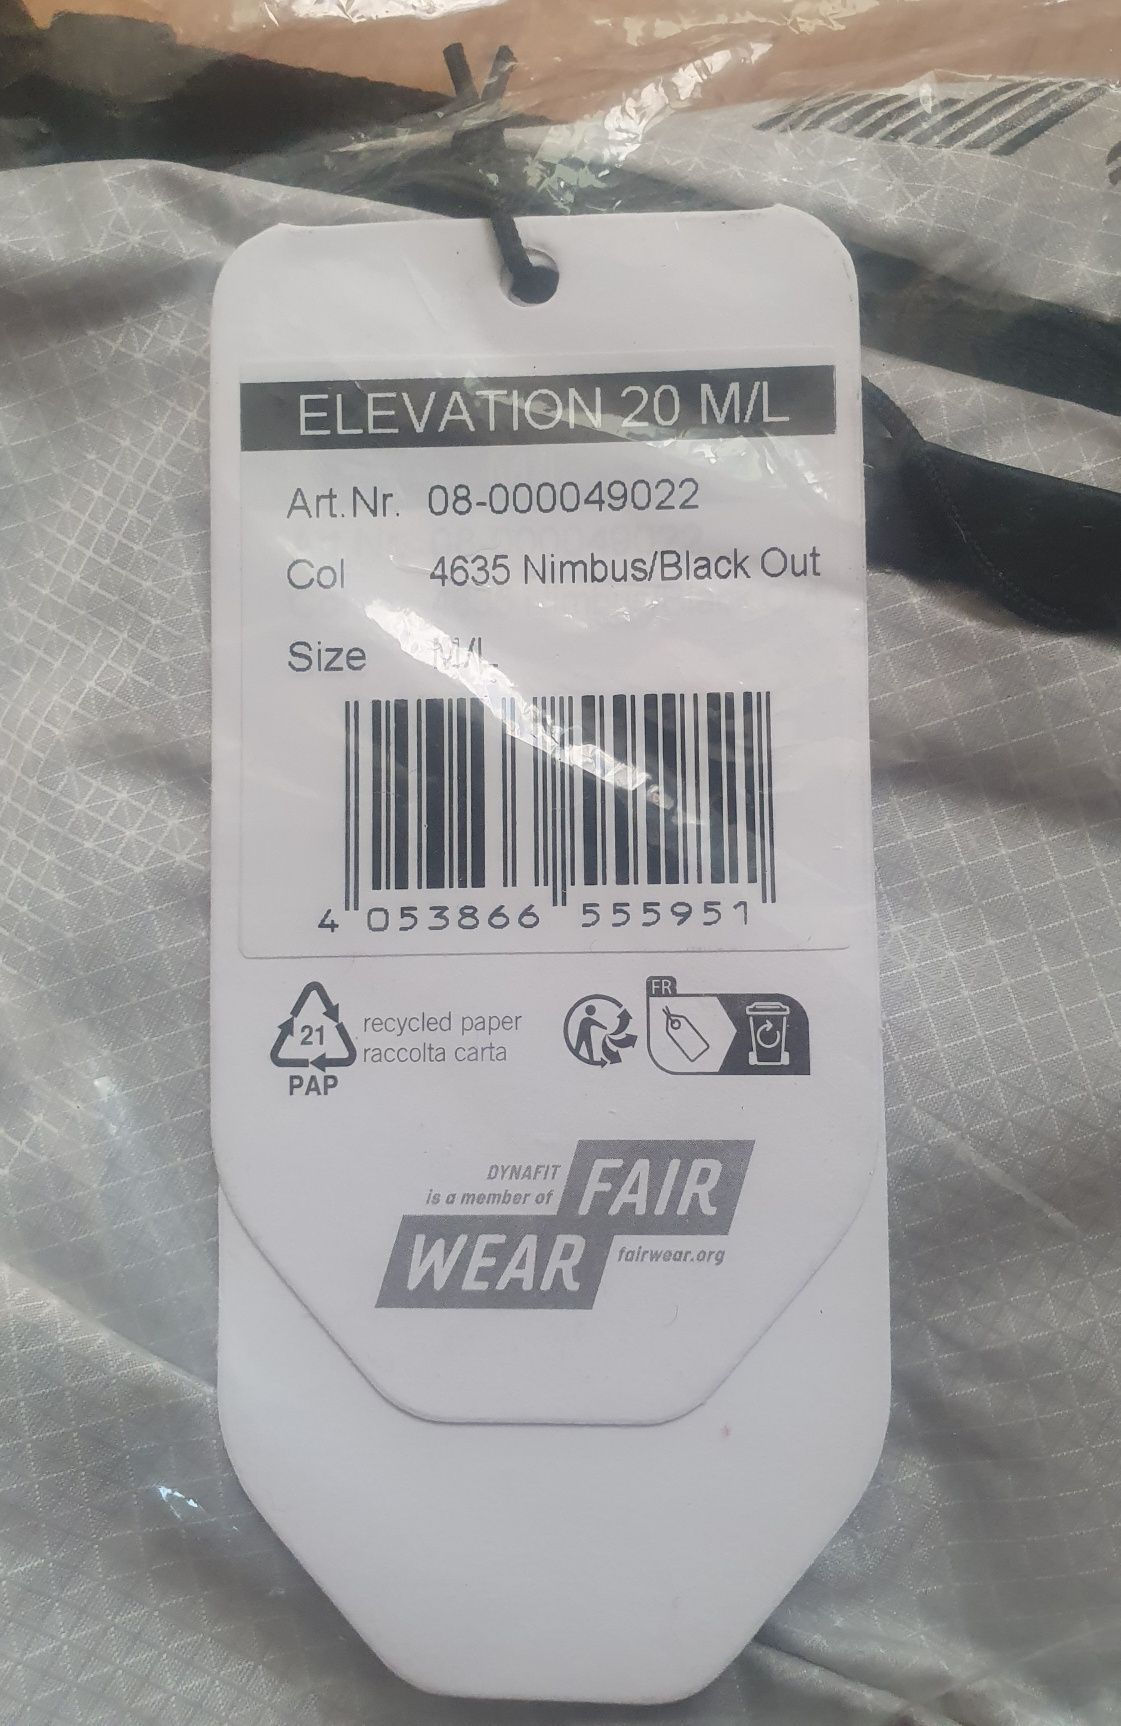 ELEVATION 20 M/L
Art.Nr. 08-000049022
Col 4635 Nimbus/Black Out
Size M/L
4 053866 555951
21
PAP
recycled paper
raccolta carta
FR
DYNAFIT
is a member of
FAIR
WEAR
fairwear.org